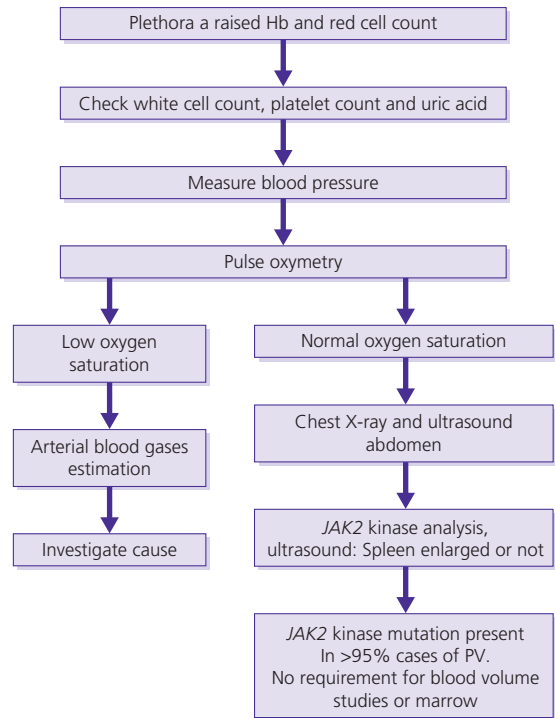 Plethora a raised Hb and red cell count
Check white cell count, platelet count and uric acid
Measure blood pressure
Pulse oxymetry
Low oxygen
saturation
Arterial blood gases
estimation
Investigate cause
Normal oxygen saturation
Chest X-ray and ultrasound
abdomen
JAK2 kinase analysis,
ultrasound: Spleen enlarged or not
JAK2 kinase mutation present
In >95% cases of PV.
No requirement for blood volume
studies or marrow